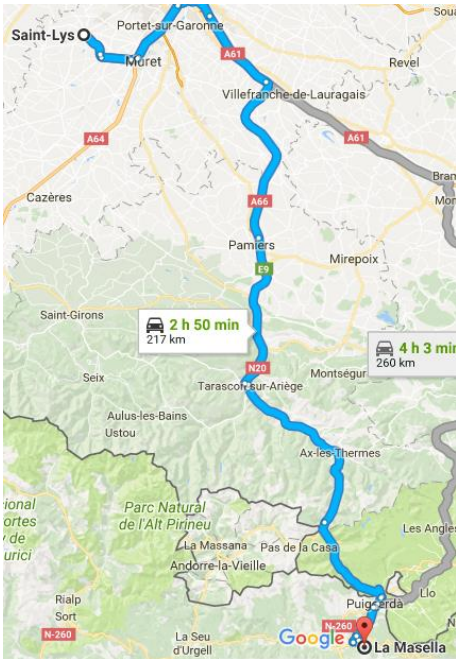 Saint-Lys
Portet-sur-Garonne
Muret
A61
Revel
Villefranche-de-Lauragais
A64
A61
Bram
Cazères
A66
Pamiers
Mirepoix
E9
Saint-Girons
2 h 50 min
217 km
4 h 3 min
260 km
N20
Montségur
Seix
Tarascon-sur-Ariège
Aulus-les-Bains
Ustou
Ax-les-Thermes
Parc Natural
de l'Alt Pirineu
Les Angles
La Massana
Pas de la Casa
Andorre-la-Vieille
Llo
Rialp
Puigcerdà
Sort
N-260
N-260
La Seu
d'Urgell
Google
La Masella